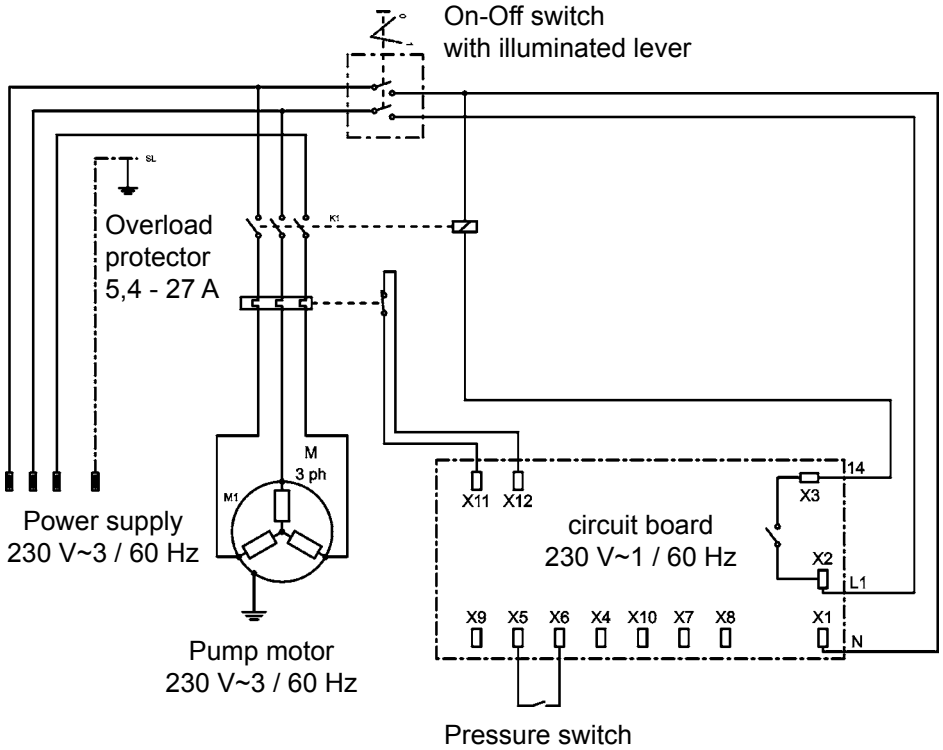 On-Off switch
with illuminated lever
SL
K1
Overload
protector
5,4 - 27 A
M
3 ph
M1
14
X11 X12
X3
Power supply
230 V~3 / 60 Hz
circuit board
230 V~1 / 60 Hz
X2
L1
X9 X5 X6 X4 X10 X7 X8 X1
N
Pump motor
230 V~3 / 60 Hz
Pressure switch